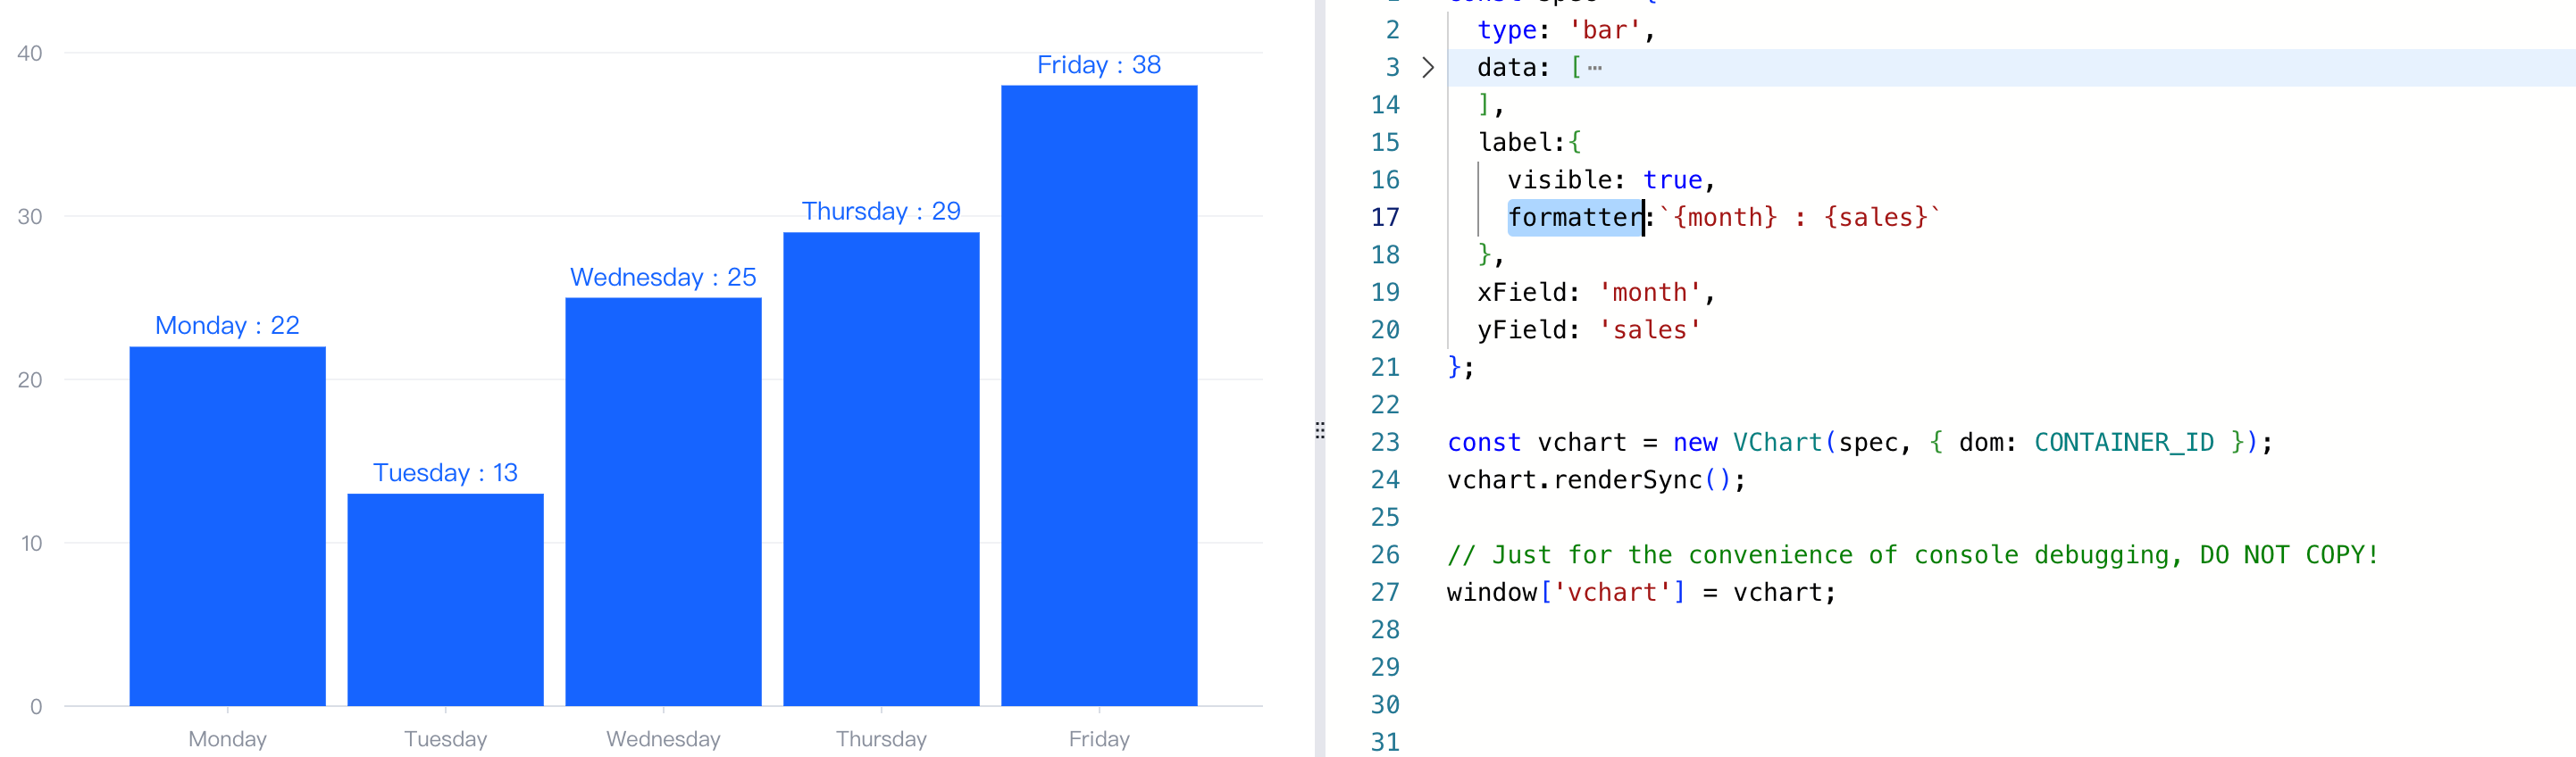 40
30
20
10
0
Monday : 22
Tuesday : 13
Wednesday : 25
Thursday : 29
Friday : 38
Monday
Tuesday
Wednesday
Thursday
Friday
2 type: 'bar',
3 data: [⋯
14 ],
15 label:{
16 visible: true,
17 formatter:`{month} : {sales}`
18 },
19 xField: 'month',
20 yField: 'sales'
21 };
22
23 const vchart = new VChart(spec, { dom: CONTAINER_ID });
24 vchart.renderSync();
25
26 // Just for the convenience of console debugging, DO NOT COPY!
27 window['vchart'] = vchart;
28
29
30
31